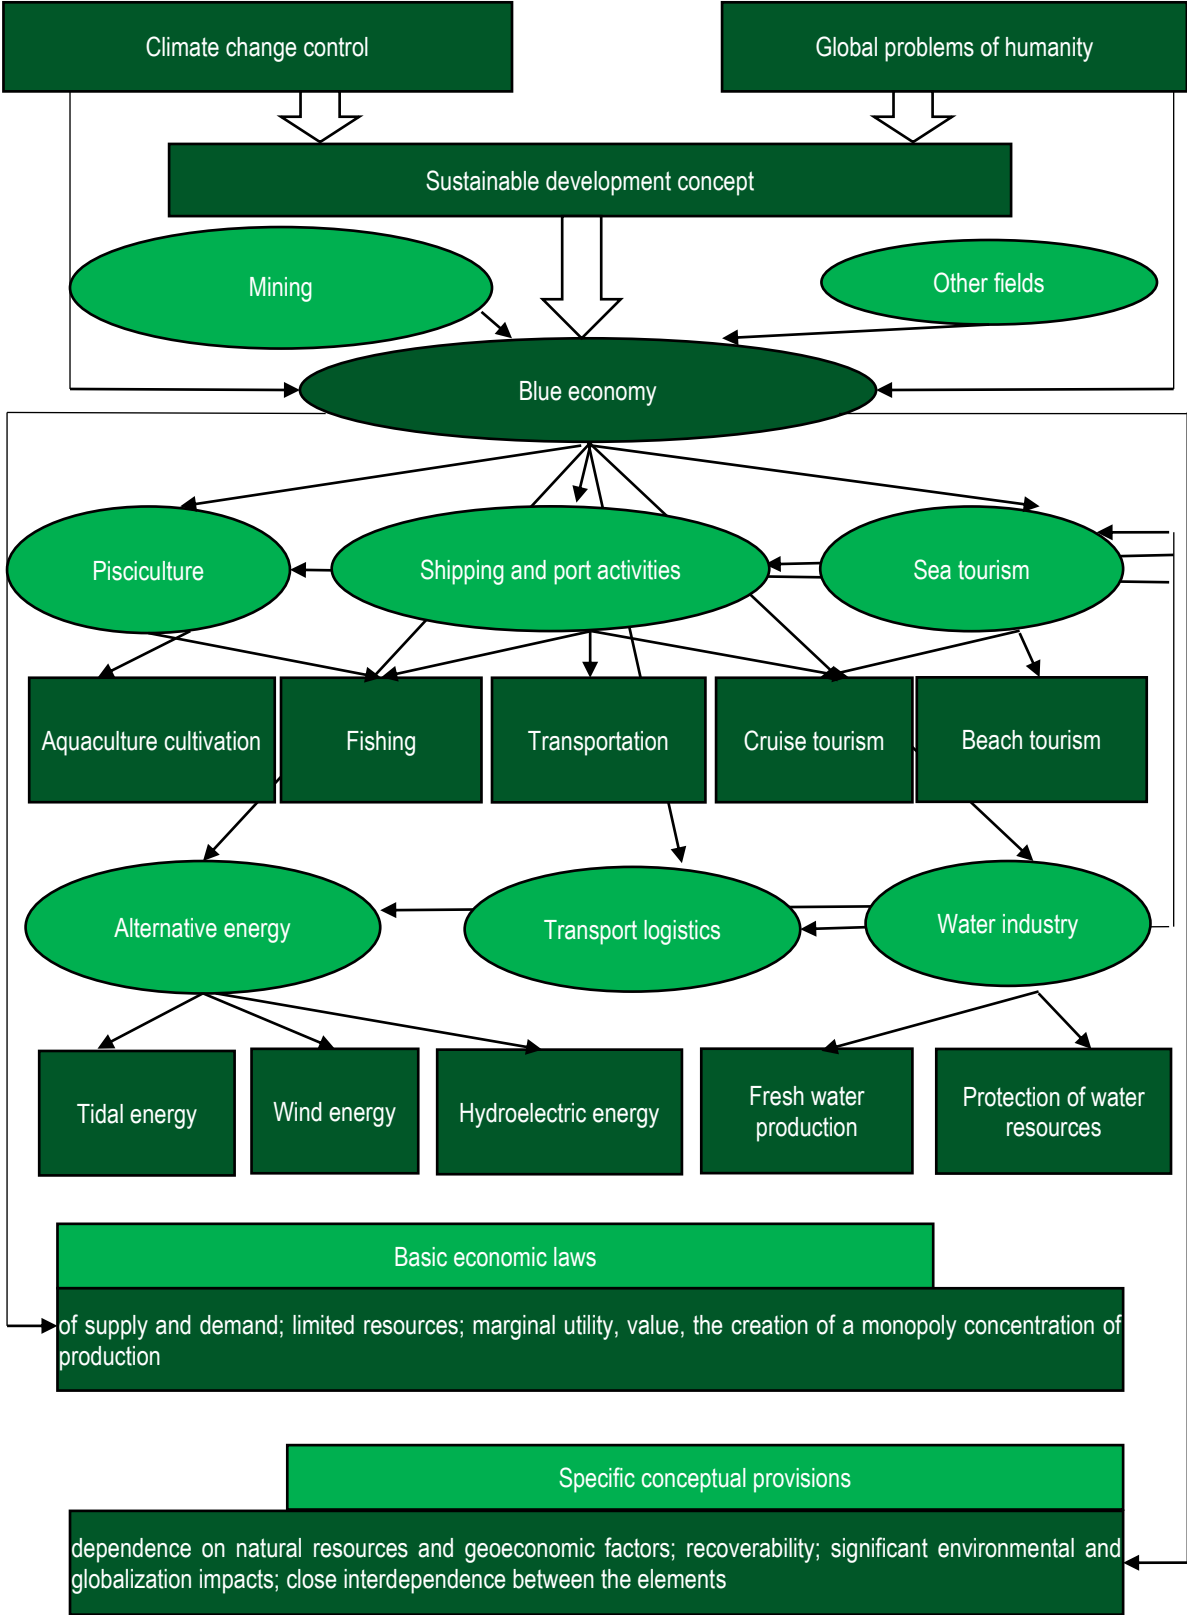 Climate change control
Global problems of humanity
Sustainable development concept
Mining
Other fields
Blue economy
Pisciculture
Shipping and port activities
Sea tourism
Aquaculture cultivation
Fishing
Transportation
Cruise tourism
Beach tourism
Alternative energy
Transport logistics
Water industry
Tidal energy
Wind energy
Hydroelectric energy
Fresh water
production
Protection of water
resources
Basic economic laws
of supply and demand; limited resources; marginal utility, value, the creation of a monopoly concentration of
production
Specific conceptual provisions
dependence on natural resources and geoeconomic factors; recoverability; significant environmental and
globalization impacts; close interdependence between the elements